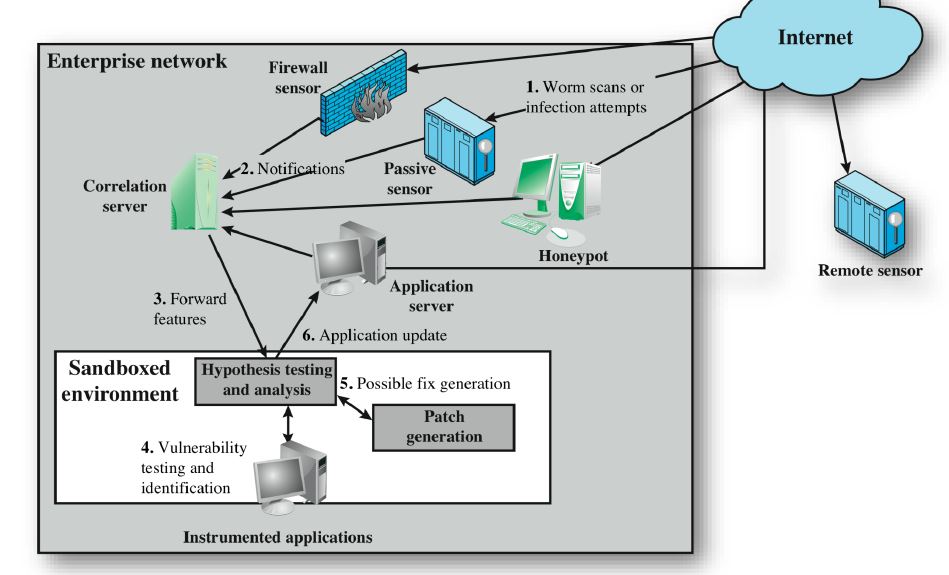 Internet
Enterprise network
Firewall
sensor
1. Worm scans or
infection attempts
2. Notifications
Passive
sensor
Correlation
server
Honeypot
Remote sensor
Application
server
3. Forward
features
6. Application update
Sandboxed
environment
Hypothesis testing
and analysis
5. Possible fix generation
Patch
generation
4. Vulnerability
testing and
identification
Instrumented applications